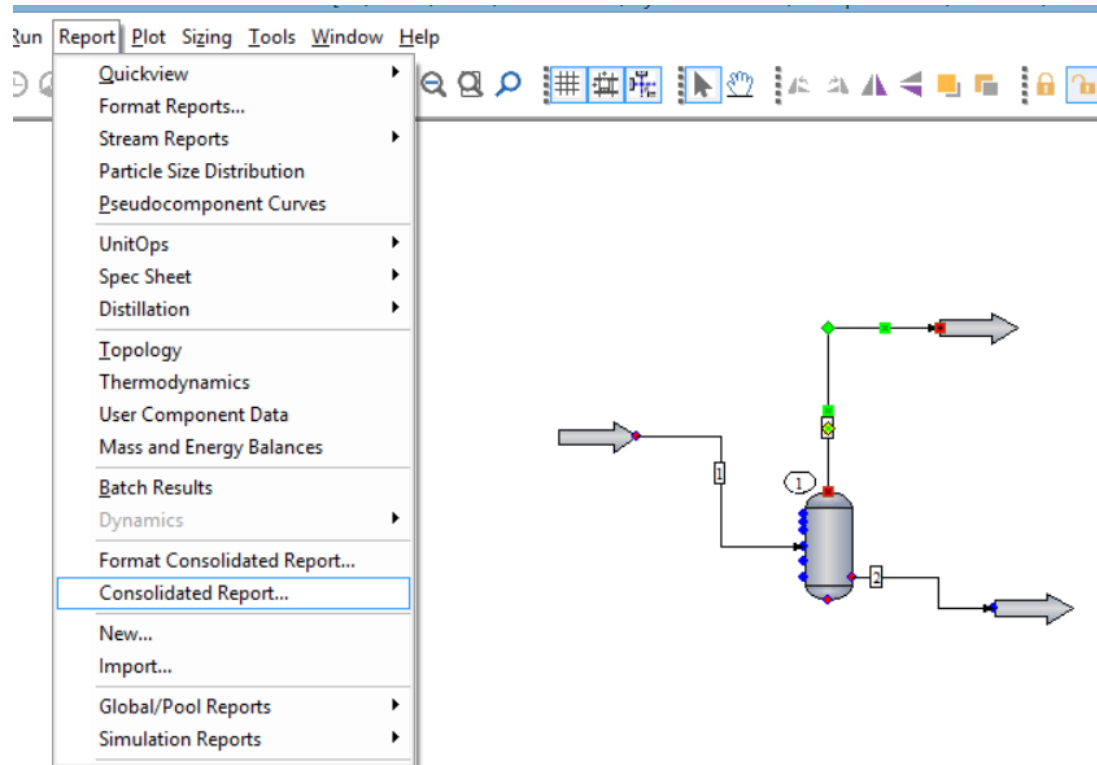 Run Report Plot Sizing Tools Window Help
Quickview
Format Reports...
Stream Reports
Particle Size Distribution
Pseudocomponent Curves
UnitOps
Spec Sheet
Distillation
Topology
Thermodynamics
User Component Data
Mass and Energy Balances
Batch Results
Dynamics
Format Consolidated Report...
Consolidated Report...
New...
Import...
Global/Pool Reports
Simulation Reports
1
1
2